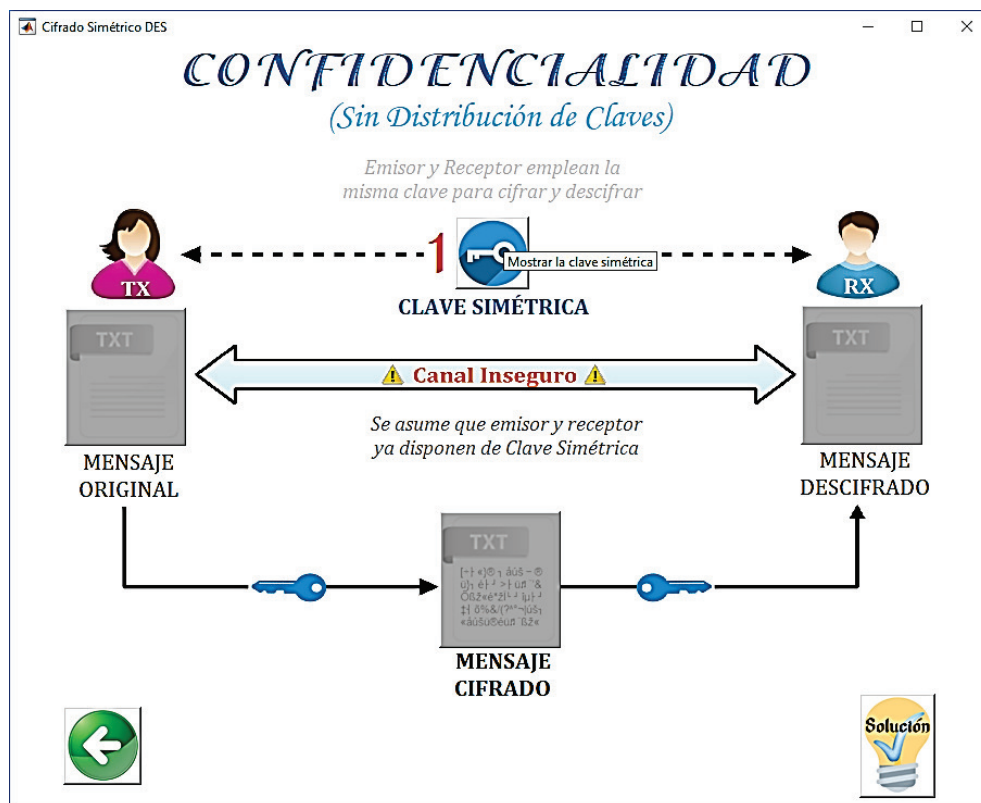 Cifrado Simétrico DES
CONFIDENCIALIDAD
(Sin Distribución de Claves)
Emisor y Receptor emplean la
misma clave para cifrar y descifrar
1
Mostrar la clave simétrica
TX
RX
CLAVE SIMÉTRICA
TXT
TXT
Canal Inseguro
Se asume que emisor y receptor
ya disponen de Clave Simétrica
MENSAJE
ORIGINAL
MENSAJE
DESCIFRADO
TXT
MENSAJE
CIFRADO
Solución